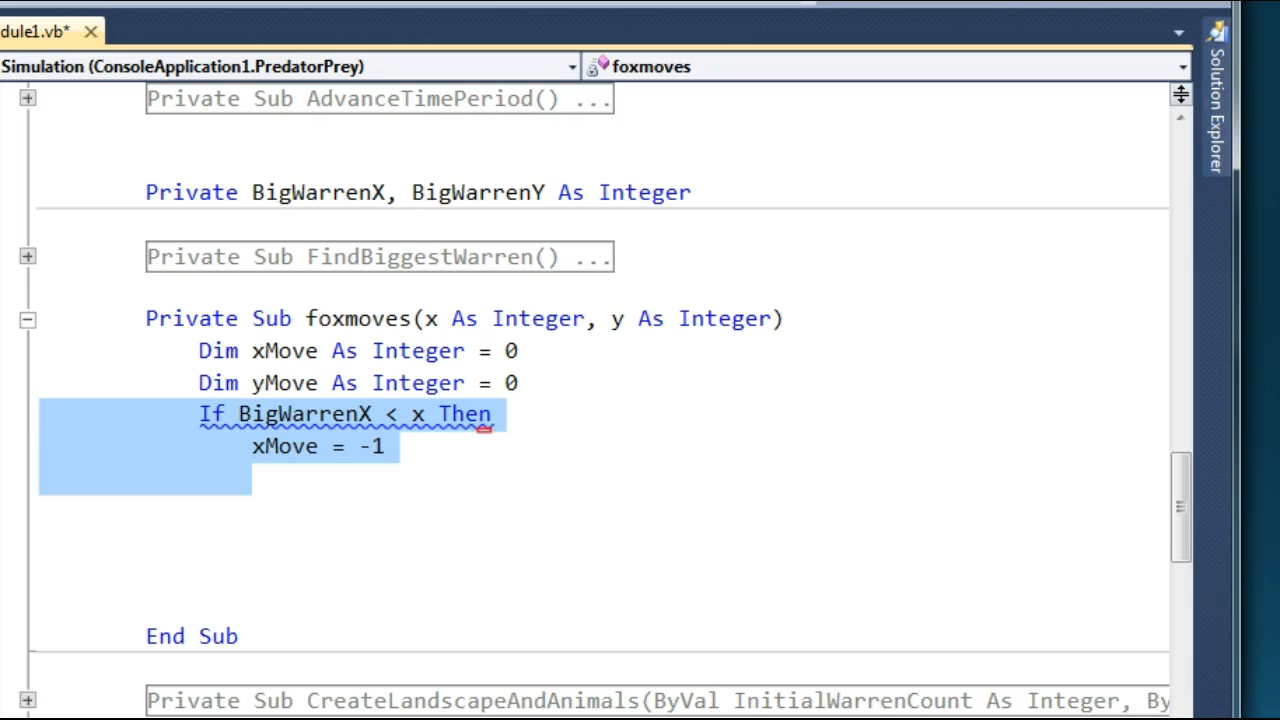 dule1.vb*
Simulation (ConsoleApplication1.PredatorPrey)
foxmoves
Solution Explorer
Private Sub AdvanceTimePeriod() ...
Private BigWarrenX, BigWarrenY As Integer
Private Sub FindBiggestWarren() ...
Private Sub foxmoves(x As Integer, y As Integer)
Dim xMove As Integer = 0
Dim yMove As Integer = 0
If BigWarrenX < x Then
xMove = -1
End Sub
Private Sub CreateLandscapeAndAnimals(ByVal InitialWarrenCount As Integer, By